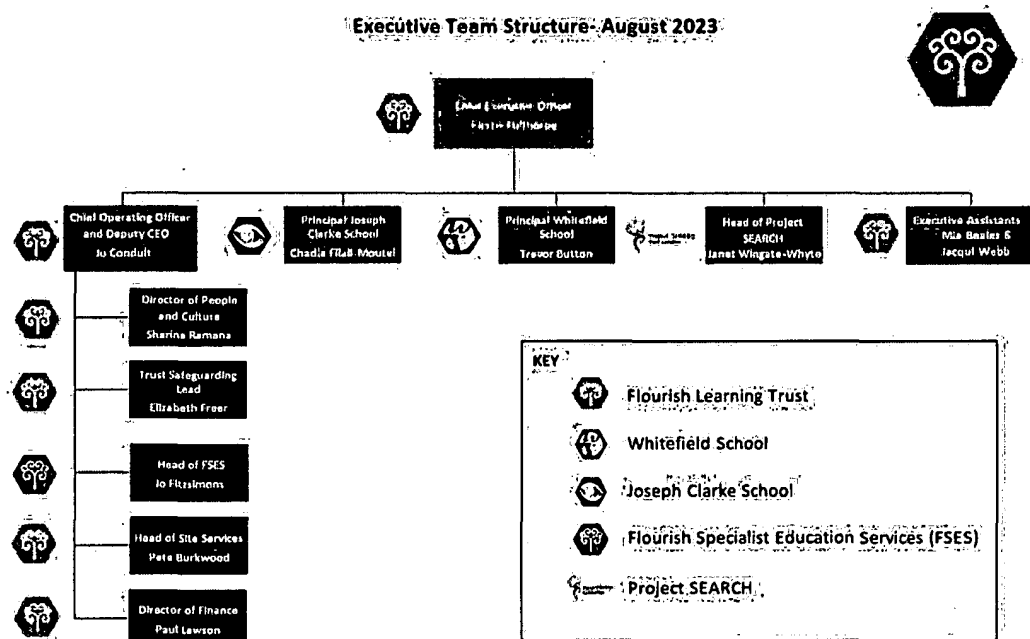 Executive Team Structure- August 2023
Chief Executive Officer
Chief Operating Officer
and Deputy CEO
Jo Conduit
Principal Joseph
Clarke School
Chadia
Principal Whitefield
School
Trevor Button
Head of Project
SEARCH
Janet Wingate-Whyte
Executive Assistants
Mia &
Jacqui Webb
Director of People
and Culture
Sharina Ramana
Trust Safeguarding
Lead
Elizabeth Freer
Head of FSES
Jo Fitzsimons
Head of Site Services
Pete Burkwood
Director of Finance
Paul Lawson
KEY
Flourish Learning Trust
Whitefield School
Joseph Clarke School
Flourish Specialist Education Services (FSES)
Project SEARCH